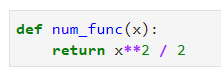 def num_func(x):
    return x**2 / 2